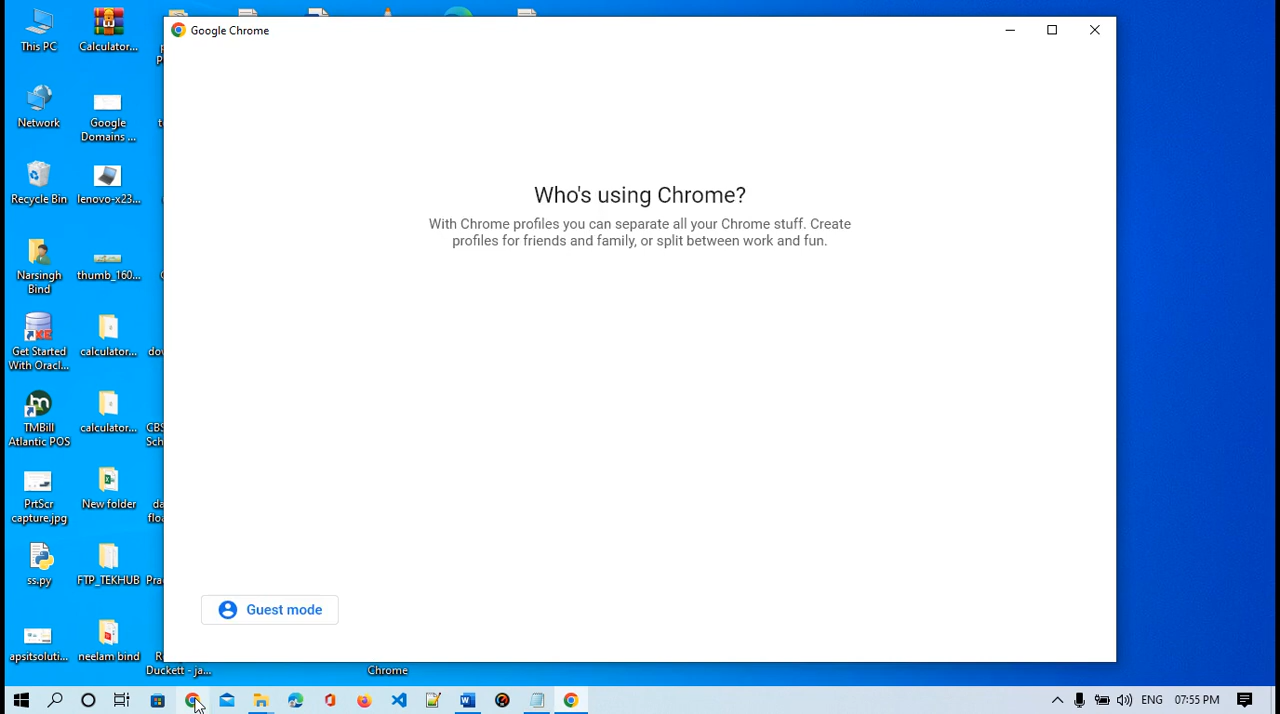 Google Chrome
Who's using Chrome?
With Chrome profiles you can separate all your Chrome stuff. Create
profiles for friends and family, or split between work and fun.
Guest mode
This PC
Calculator...
Network
Google
Domains ...
Recycle Bin
lenovo-x23...
Narsingh
Bind
thumb_160...
Get Started
With Oracl...
calculator...
TMBill
Atlantic POS
calculator...
PrtScr
capture.jpg
New folder
ss.py
FTP_TEKHUB
apsitsoluti...
neelam bind
Duckett - ja...
Chrome
ENG
07:55 PM